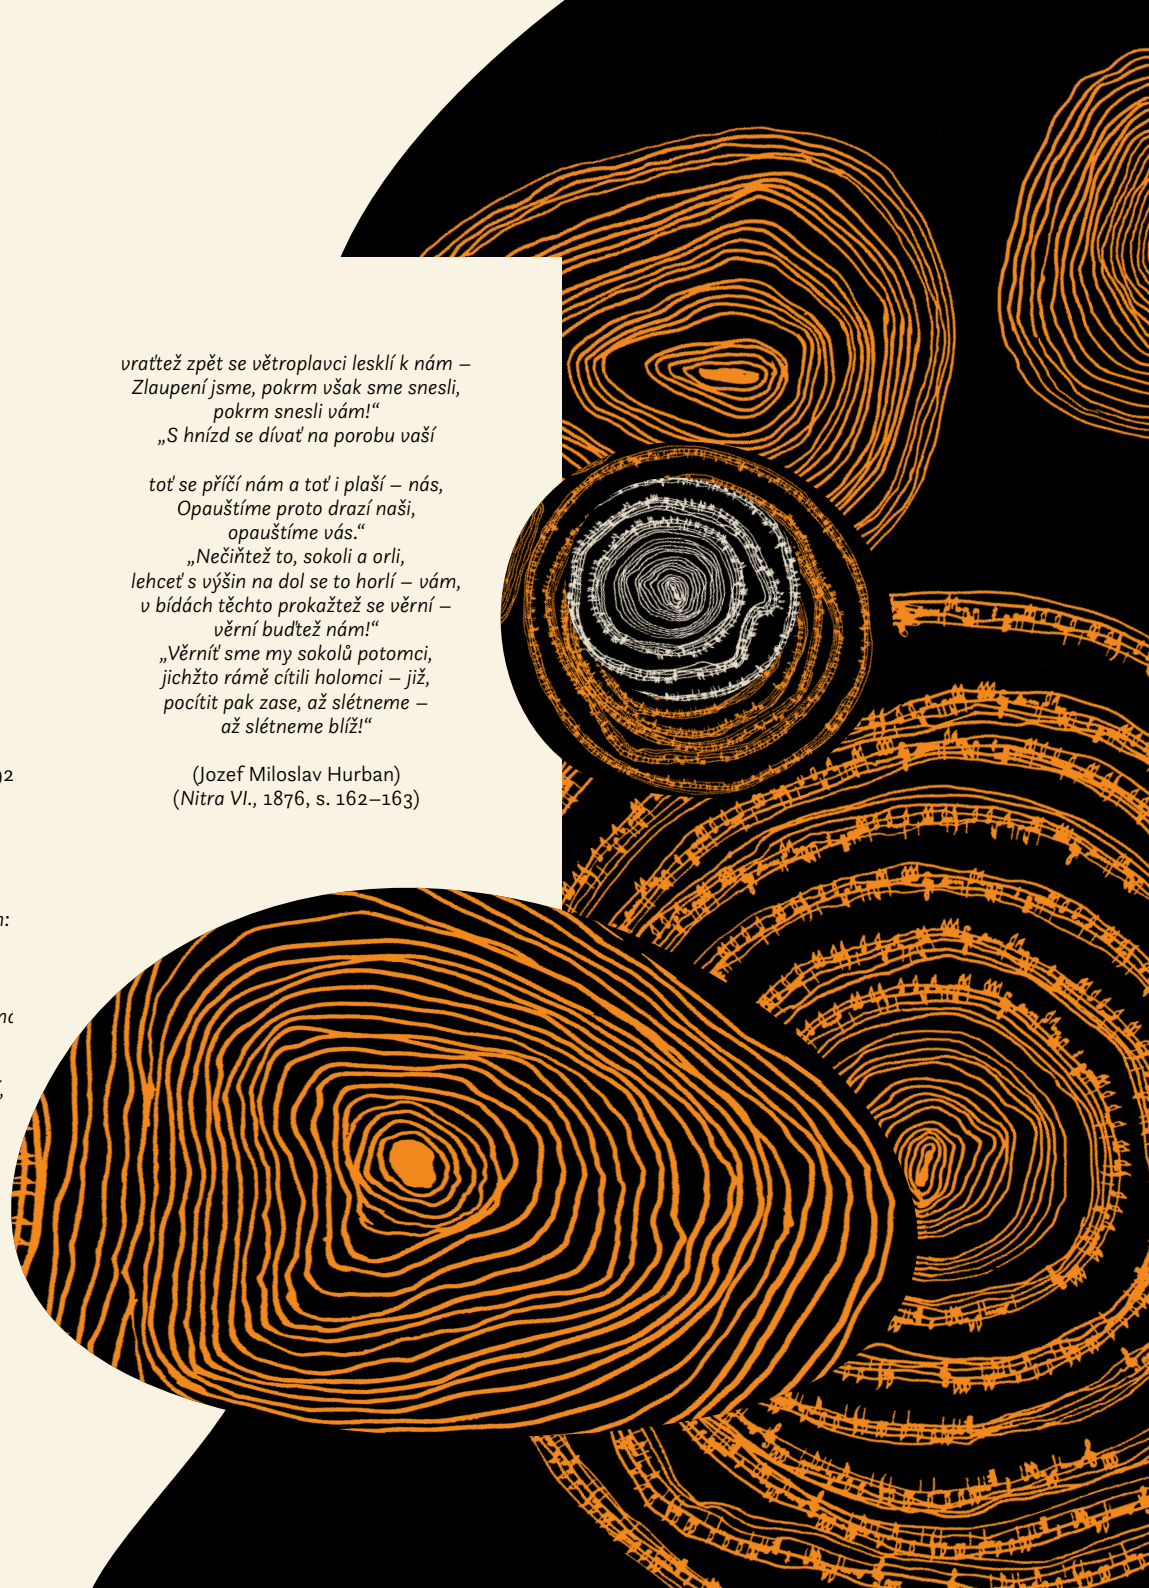 vraťtež zpět se větroplavci lesklí k nám –
Zlaupení jsme, pokrm však sme snesli,
pokrm snesli vám!“
„S hnízd se dívať na porobu vaší
toť se příčí nám a toť i plaší – nás,
Opauštíme proto drazí naši,
opauštíme vás.“
„Nečiňtež to, sokoli a orli,
lehceť s výšin na dol se to horlí – vám,
v bídách těchto prokažtež se věrní –
věrní buďtež nám!“
„Věrníť sme my sokolů potomci,
jichžto rámě cítili holomci – již,
pocítit pak zase, až slétneme –
až slétneme blíž!“
(Jozef Miloslav Hurban)
(Nitra VI., 1876, s. 162–163)